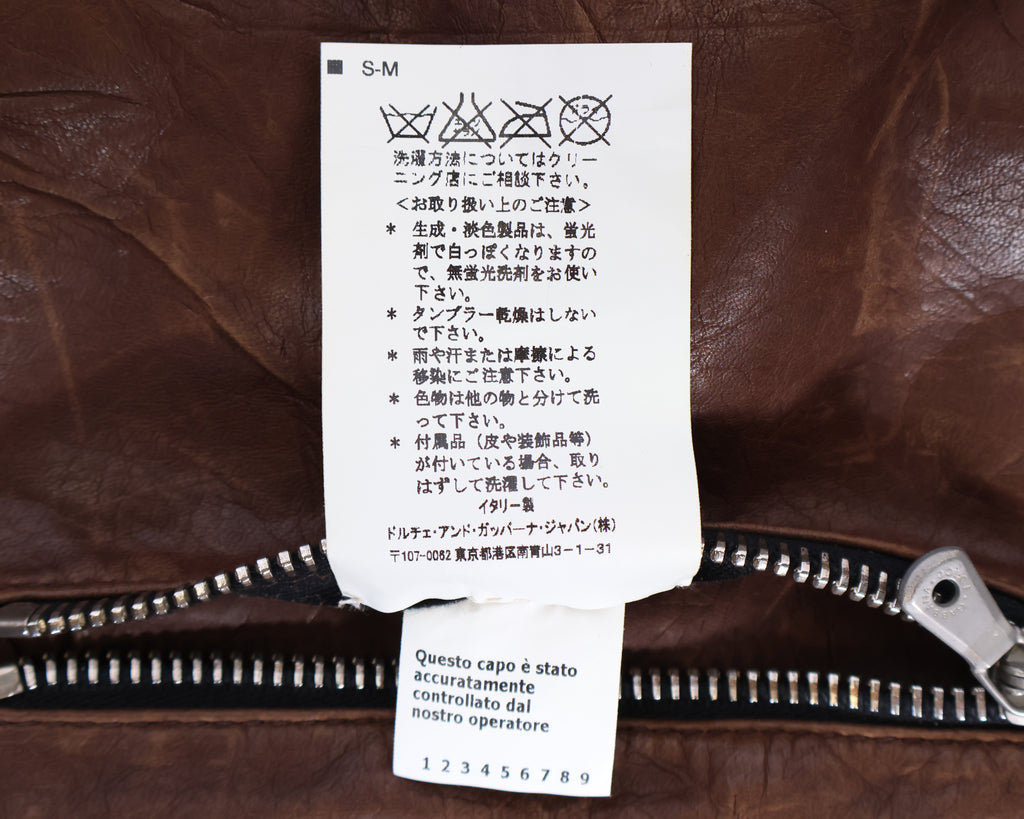 S-M
洗濯方法についてはクリー
ニング店にご相談下さい。
＜お取り扱い上のご注意＞
* 生成・淡色製品は、蛍光
剤で白っぽくなりますの
で、無蛍光洗剤をお使い
下さい。
* タンブラー乾燥はしない
で下さい。
* 雨や汗または摩擦による
移染にご注意下さい。
* 色物は他の物と分けて洗
って下さい。
* 付属品（皮や装飾品等）
が付いている場合、取り
はずして洗濯して下さい。
イタリー製
ドルチェ・アンド・ガッバーナ・ジャパン(株)
〒107-0062 東京都港区南青山3-1-31
Questo capo è stato
accuratamente
controllato dal
nostro operatore
1 2 3 4 5 6 7 8 9